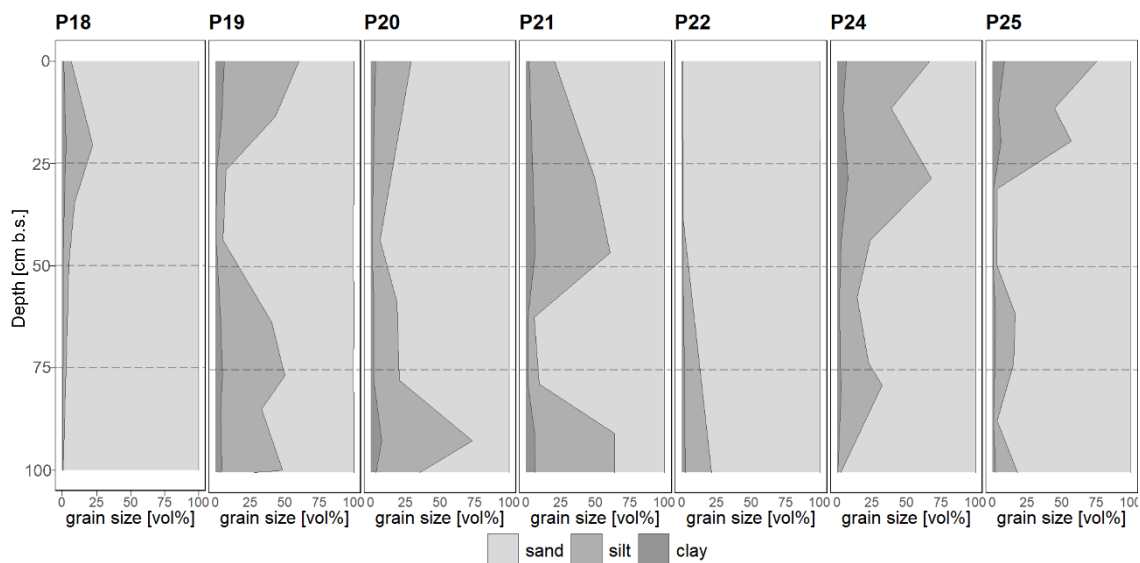 P18 P19 P20 P21 P22 P24 P25
0
25
50
75
100
Depth [cm b.s.]
0 25 50 75 100 0 25 50 75 100 0 25 50 75 100 0 25 50 75 100 0 25 50 75 100 0 25 50 75 100 0 25 50 75 100
grain size [vol%] grain size [vol%] grain size [vol%] grain size [vol%] grain size [vol%] grain size [vol%] grain size [vol%]
sand silt clay